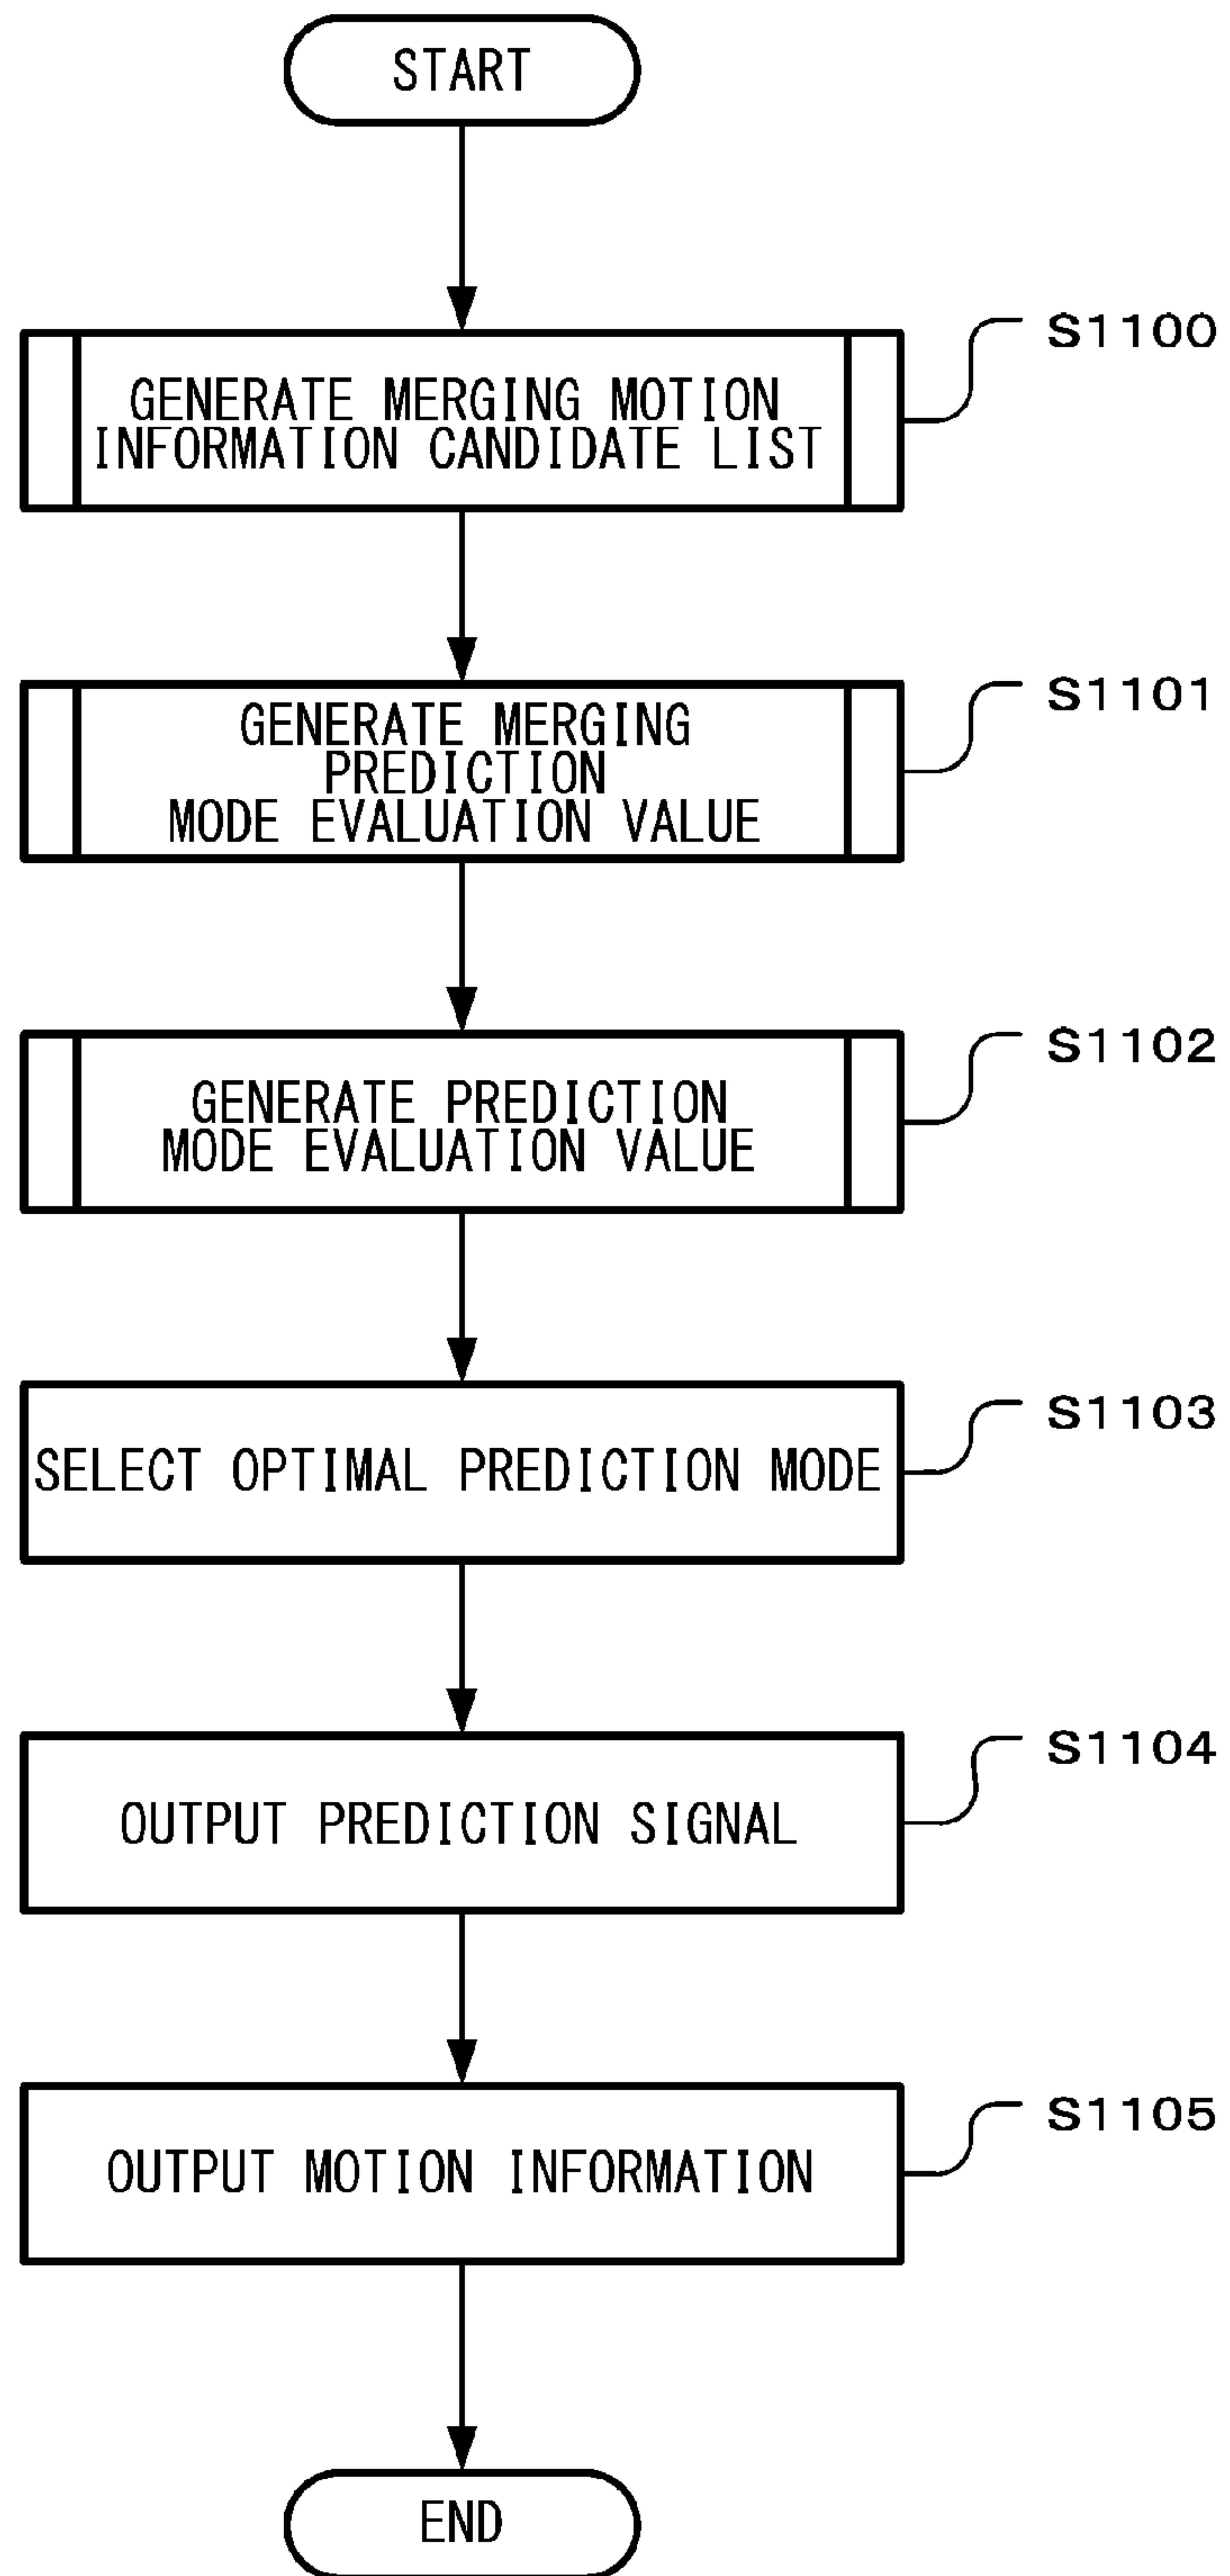 START
S1100
GENERATE MERGING MOTION
INFORMATION CANDIDATE LIST
S1101
GENERATE MERGING
PREDICTION
MODE EVALUATION VALUE
S1102
GENERATE PREDICTION
MODE EVALUATION VALUE
S1103
SELECT OPTIMAL PREDICTION MODE
S1104
OUTPUT PREDICTION SIGNAL
S1105
OUTPUT MOTION INFORMATION
END